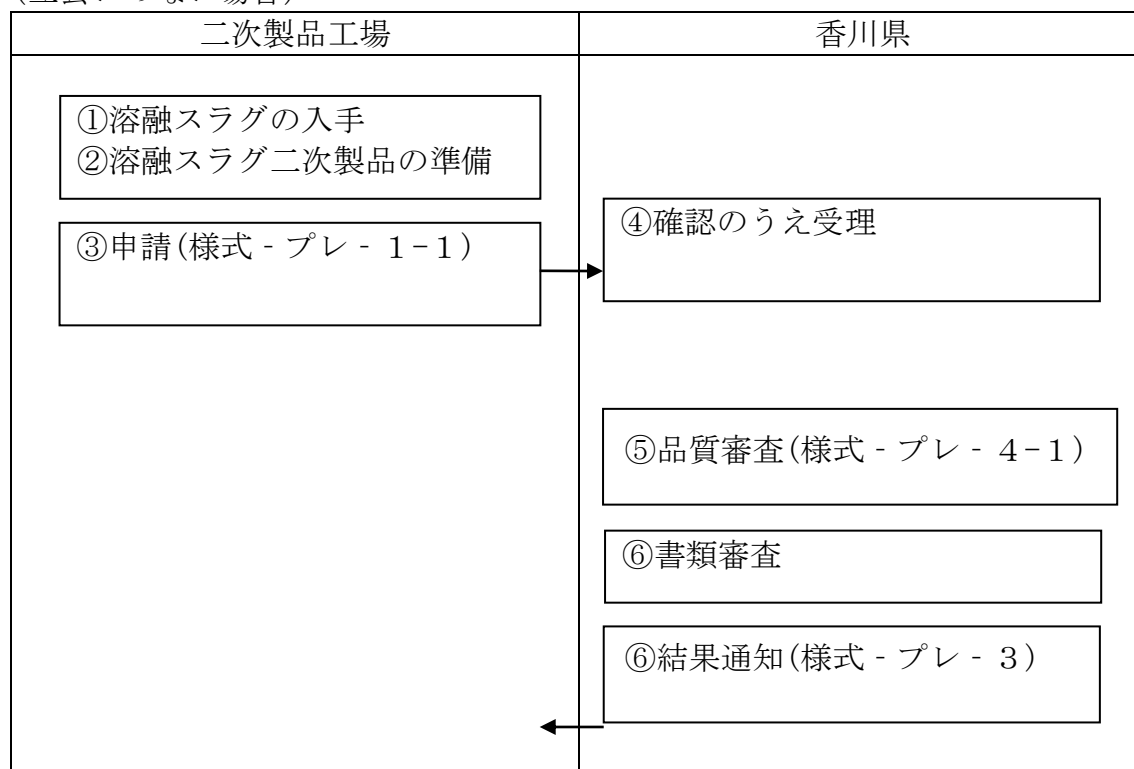 二次製品工場
香川県
①溶融スラグの入手
②溶融スラグ二次製品の準備
③申請(様式‐プレ‐1-1)
④確認のうえ受理
⑤品質審査(様式‐プレ‐4-1)
⑥書類審査
⑥結果通知(様式‐プレ‐3)